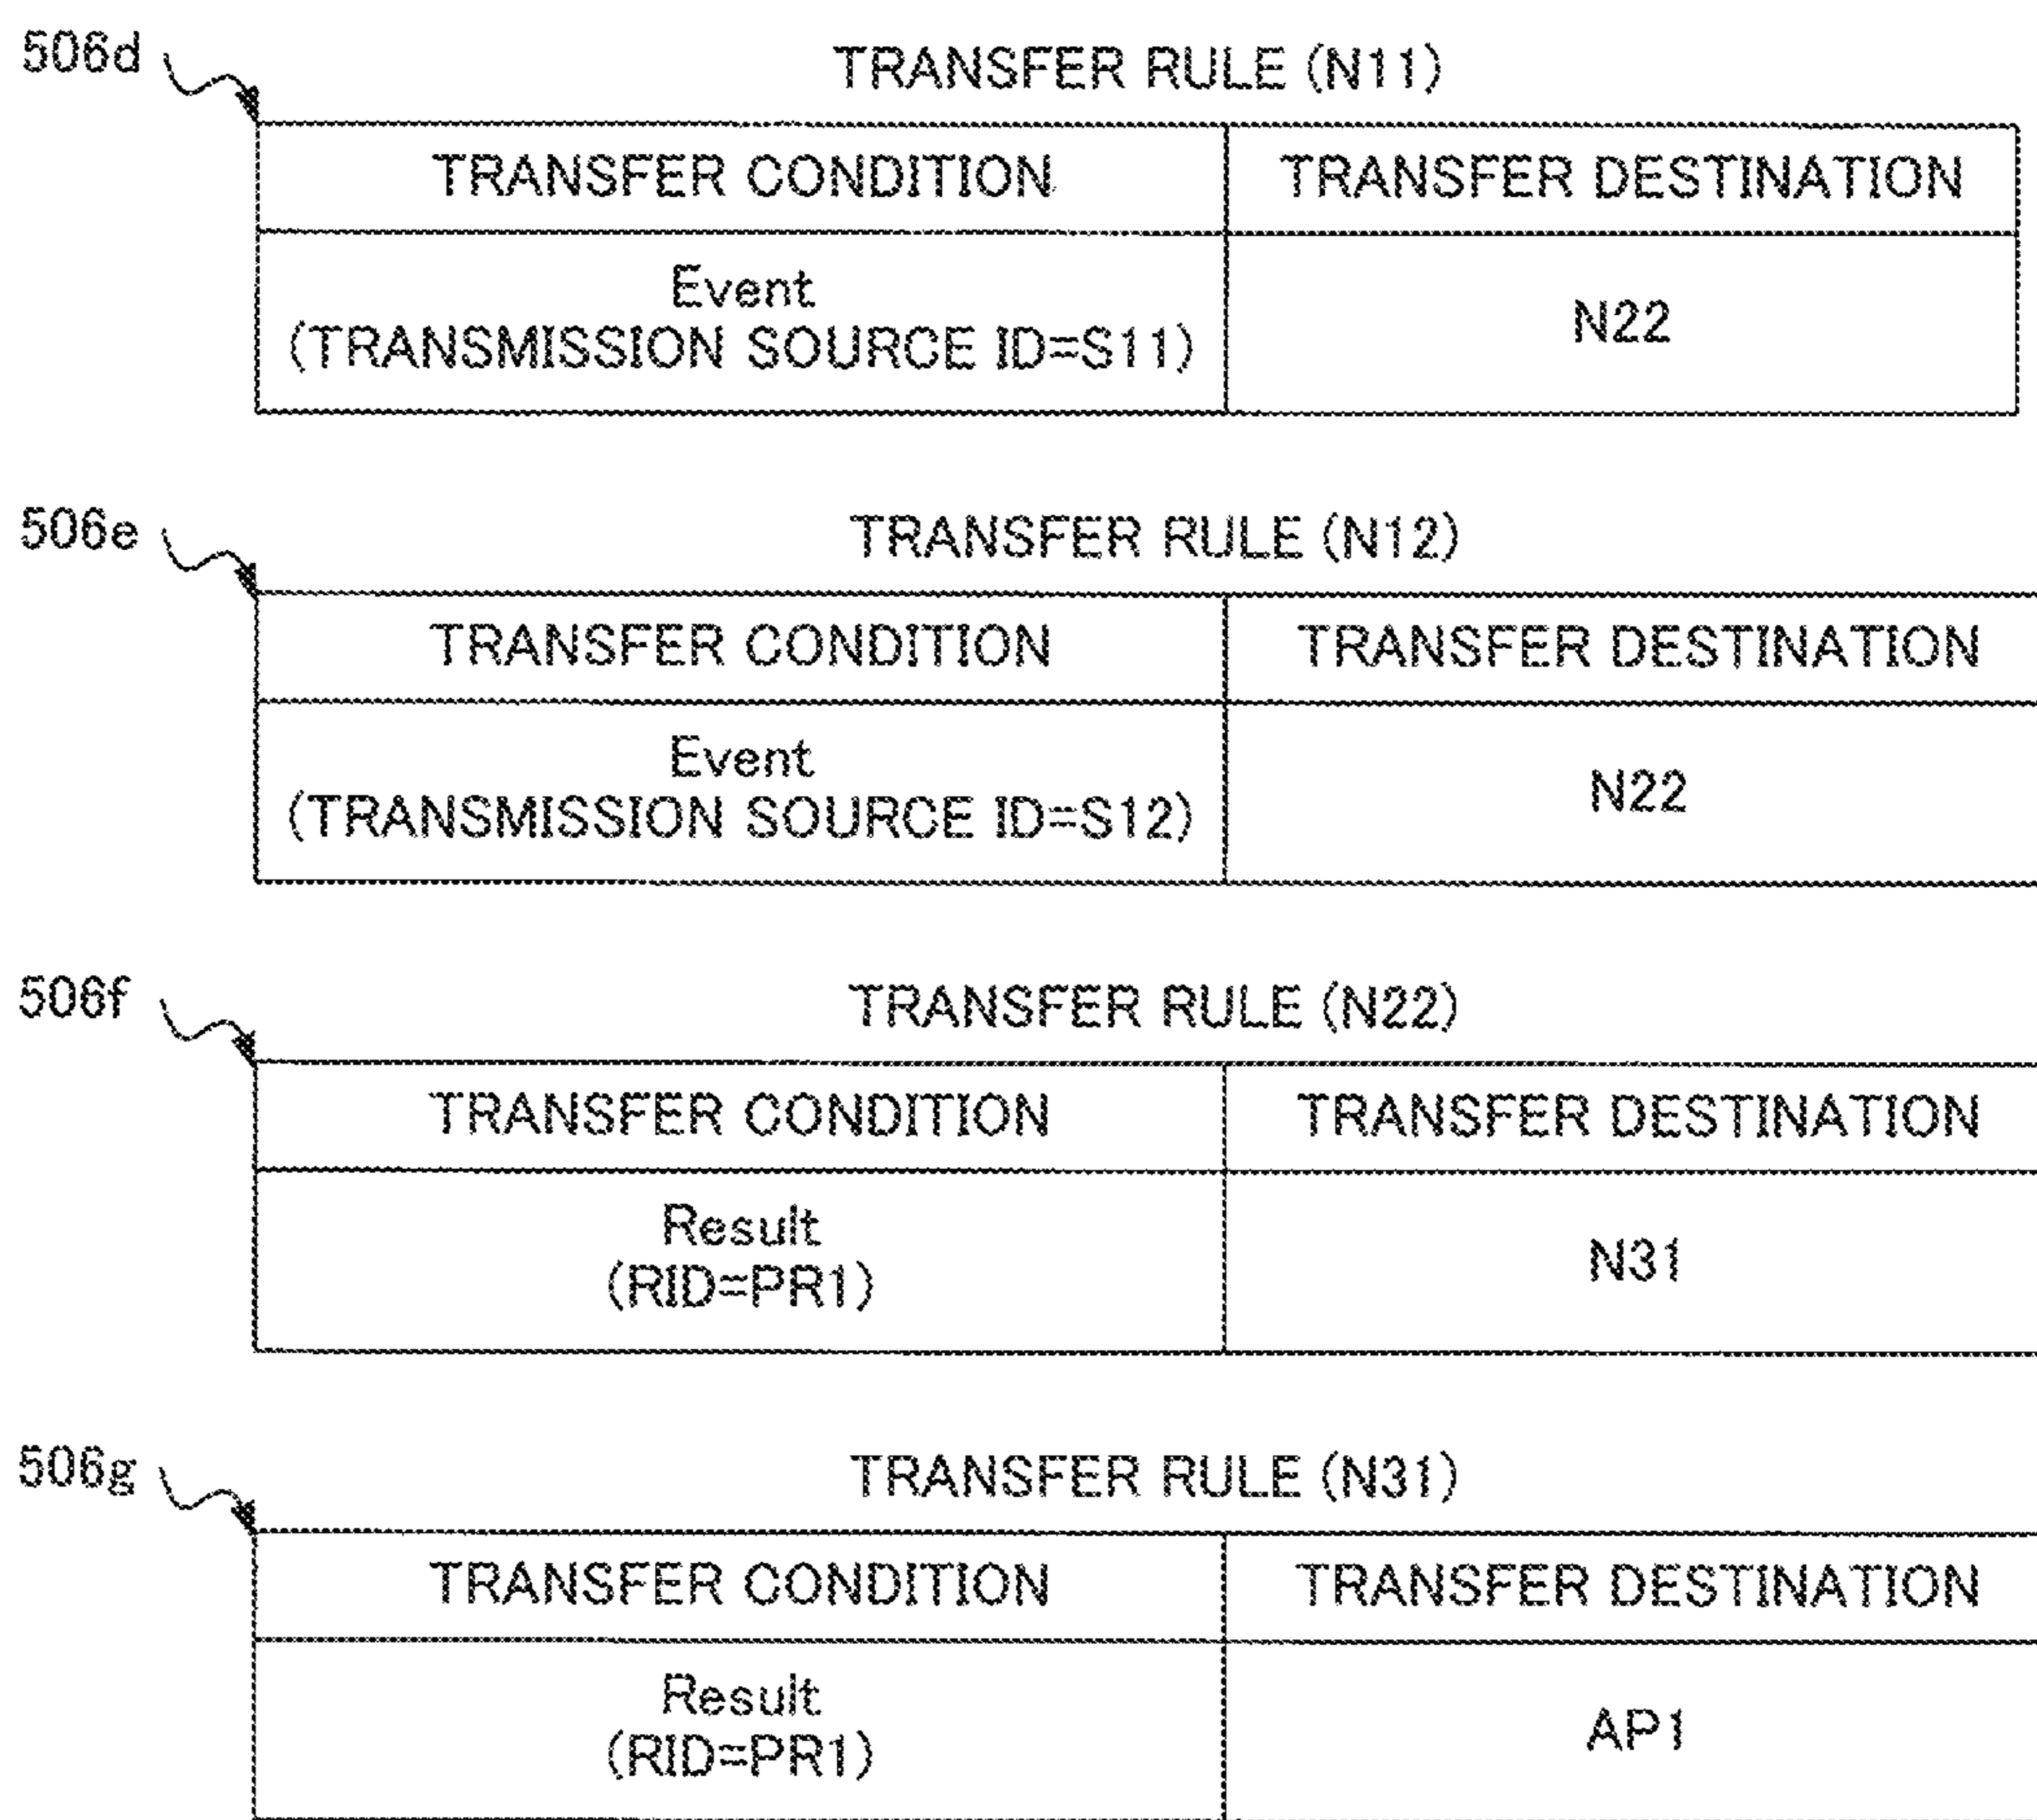 506d
TRANSFER RULE (N11)
TRANSFER CONDITION
TRANSFER DESTINATION
Event
(TRANSMISSION SOURCE ID=S11)
N22
506e
TRANSFER RULE (N12)
TRANSFER CONDITION
TRANSFER DESTINATION
Event
(TRANSMISSION SOURCE ID=S12)
N22
506f
TRANSFER RULE (N22)
TRANSFER CONDITION
TRANSFER DESTINATION
Result
(RID=PR1)
N31
506g
TRANSFER RULE (N31)
TRANSFER CONDITION
TRANSFER DESTINATION
Result
(RID=PR1)
AP1